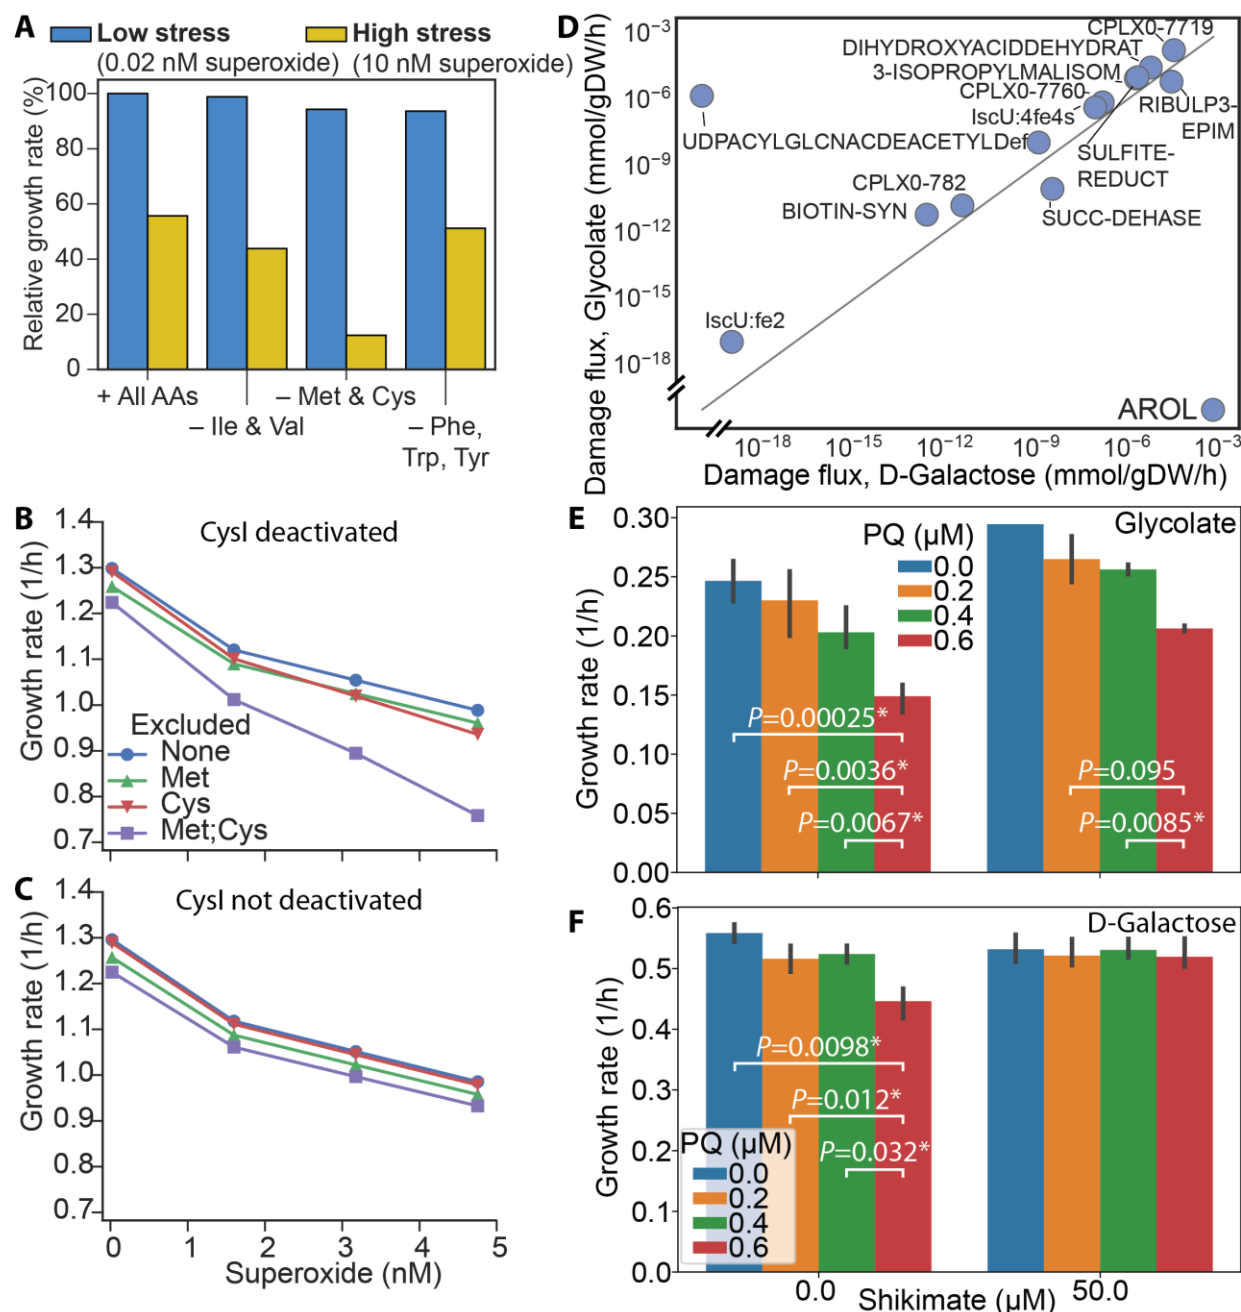 A
Low stress
(0.02 nM superoxide)
High stress
(10 nM superoxide)
Relative growth rate (%)
100
80
60
40
20
0
+ All AAs
– Ile & Val
– Met & Cys
– Phe,
Trp, Tyr
B
CysI deactivated
Growth rate (1/h)
1.4
1.3
1.2
1.1
1.0
0.9
0.8
0.7
Excluded
None
Met
Cys
Met;Cys
C
CysI not deactivated
Growth rate (1/h)
1.4
1.3
1.2
1.1
1.0
0.9
0.8
0.7
0 1 2 3 4 5
Superoxide (nM)
D
Damage flux, Glycolate (mmol/gDW/h)
10⁻³
10⁻⁶
10⁻⁹
10⁻¹²
10⁻¹⁵
10⁻¹⁸
CPLX0-7719
DIHYDROXYACIDDEHYDRAT
3-ISOPROPYLMALISOM
CPLX0-7760
IscU:4fe4s
RIBULP3-
EPIM
UDPACYLGLCNACDEACETYLDef
SULFITE-
REDUCT
CPLX0-782
BIOTIN-SYN
SUCC-DEHASE
IscU:fe2
AROL
10⁻¹⁸ 10⁻¹⁵ 10⁻¹² 10⁻⁹ 10⁻⁶ 10⁻³
Damage flux, D-Galactose (mmol/gDW/h)
E
Glycolate
Growth rate (1/h)
0.30
0.25
0.20
0.15
0.10
0.05
0.00
PQ (μM)
0.0
0.2
0.4
0.6
P=0.00025*
P=0.0036*
P=0.0067*
P=0.095
P=0.0085*
F
D-Galactose
Growth rate (1/h)
0.6
0.5
0.4
0.3
0.2
0.1
0.0
P=0.0098*
P=0.012*
P=0.032*
PQ (μM)
0.0
0.2
0.4
0.6
0.0 50.0
Shikimate (μM)